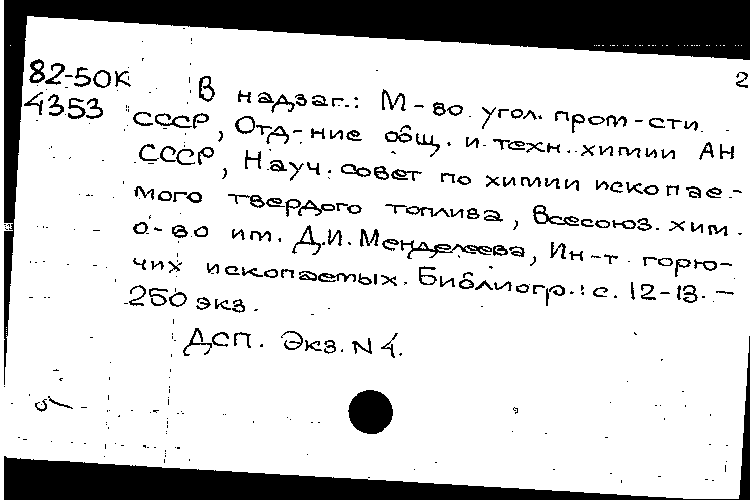 2
82-50К
4353
В надзаг.: М-во угол. пром-сти
СССР, Отд-ние общ. и техн. химии АН
СССР, Науч. совет по химии ископае-
мого твердого топлива, Всесоюз. хим.
о-во им. Д.И. Менделеева, Ин-т горю-
чих ископаемых. Библиогр.: с. 12-13. —
250 экз.
ДСП. Экз. N 4.